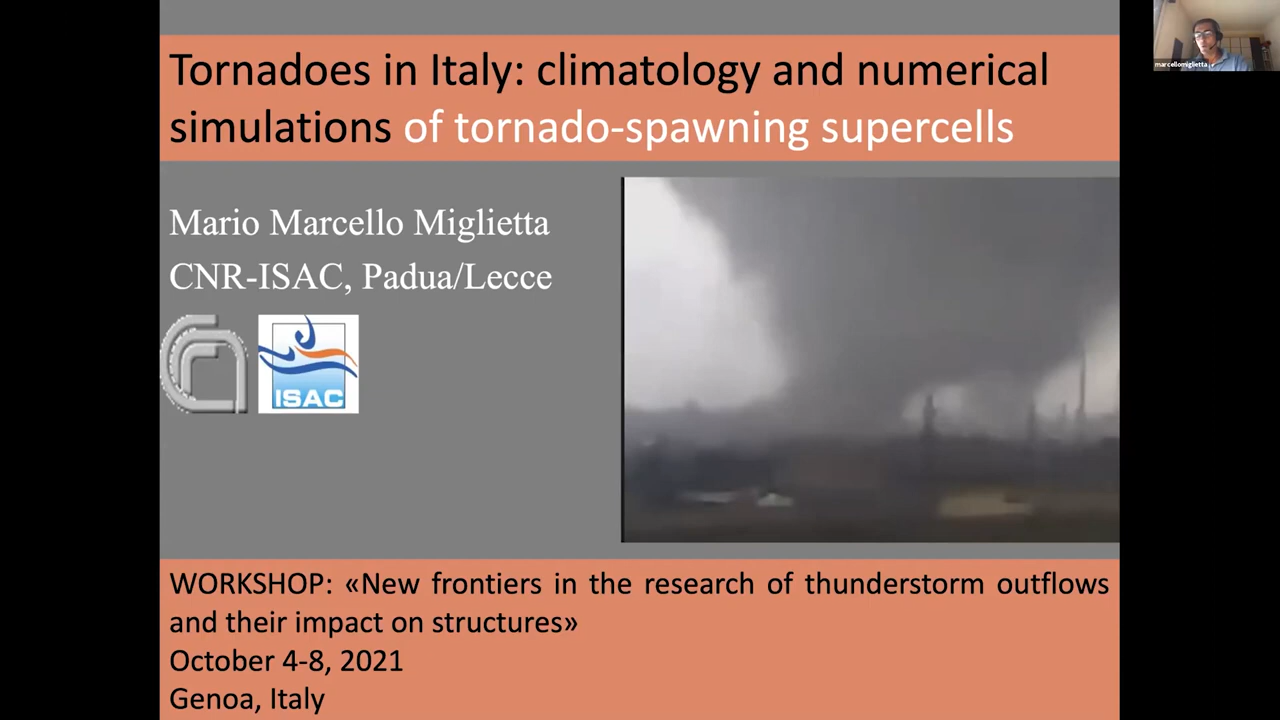 Tornadoes in Italy: climatology and numerical
simulations of tornado-spawning supercells
Mario Marcello Miglietta
CNR-ISAC, Padua/Lecce
ISAC
WORKSHOP: «New frontiers in the research of thunderstorm outflows
and their impact on structures»
October 4-8, 2021
Genoa, Italy
marcellomiglietta